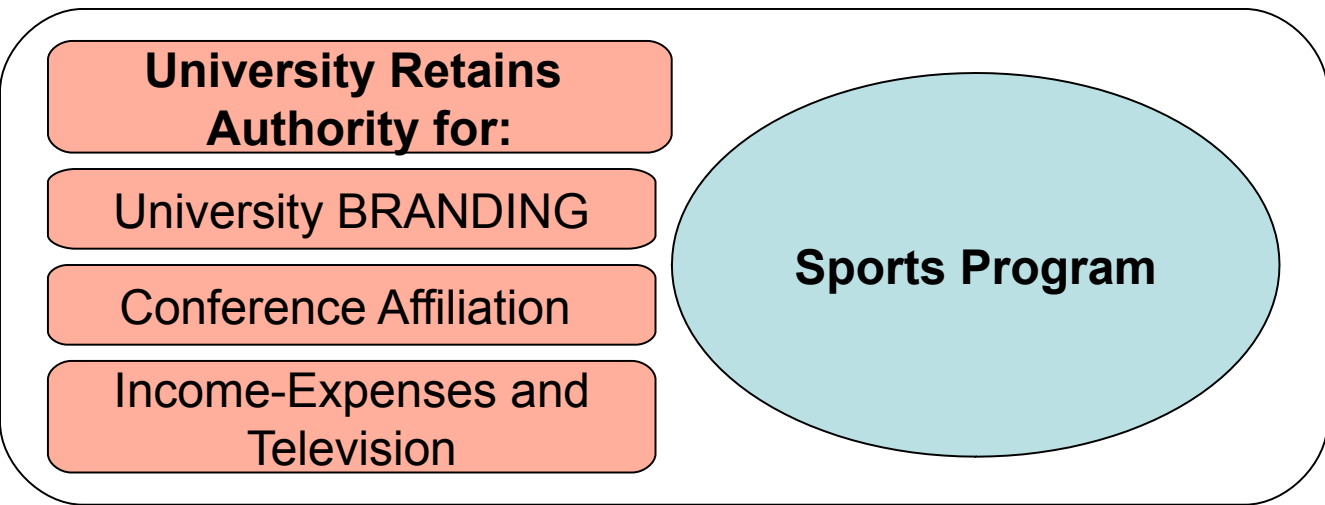 University Retains
Authority for:
University BRANDING
Conference Affiliation
Income-Expenses and
Television
Sports Program